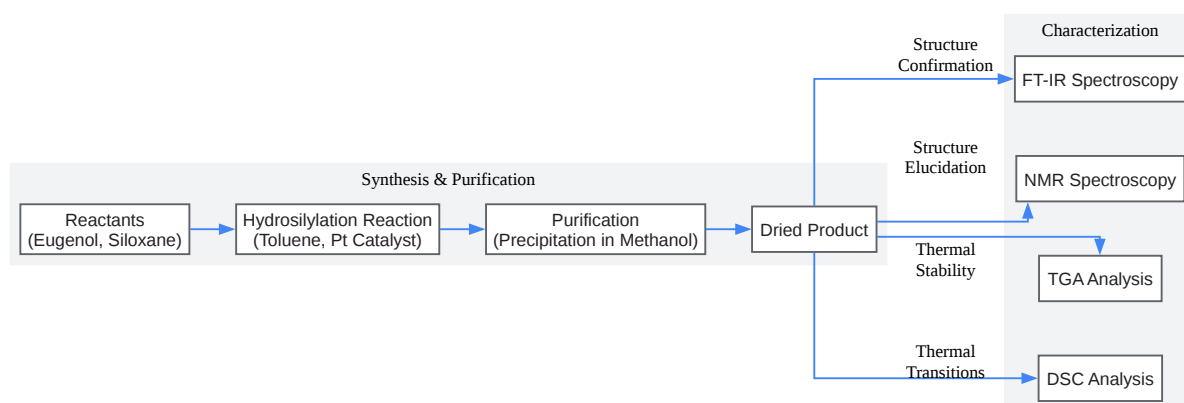 Characterization
Structure
Confirmation
FT-IR Spectroscopy
Structure
Elucidation
NMR Spectroscopy
Synthesis & Purification
Reactants
(Eugenol, Siloxane)
Hydrosilylation Reaction
(Toluene, Pt Catalyst)
Purification
(Precipitation in Methanol)
Dried Product
Thermal
Stability
TGA Analysis
Thermal
Transitions
DSC Analysis